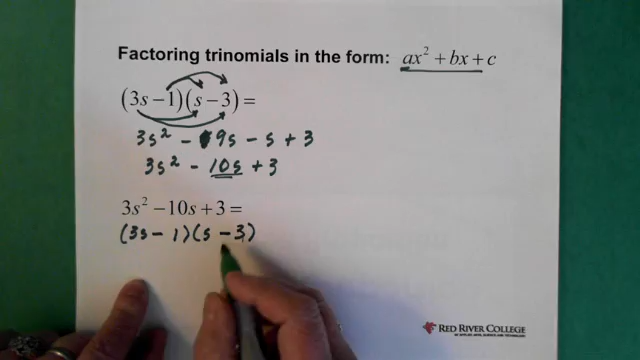 Factoring trinomials in the form: ax² + bx + c
(3s − 1)(s − 3) =
3s² − 9s − s + 3
3s² − 10s + 3
3s² − 10s + 3 =
(3s − 1)(s − 3)
RED RIVER COLLEGE